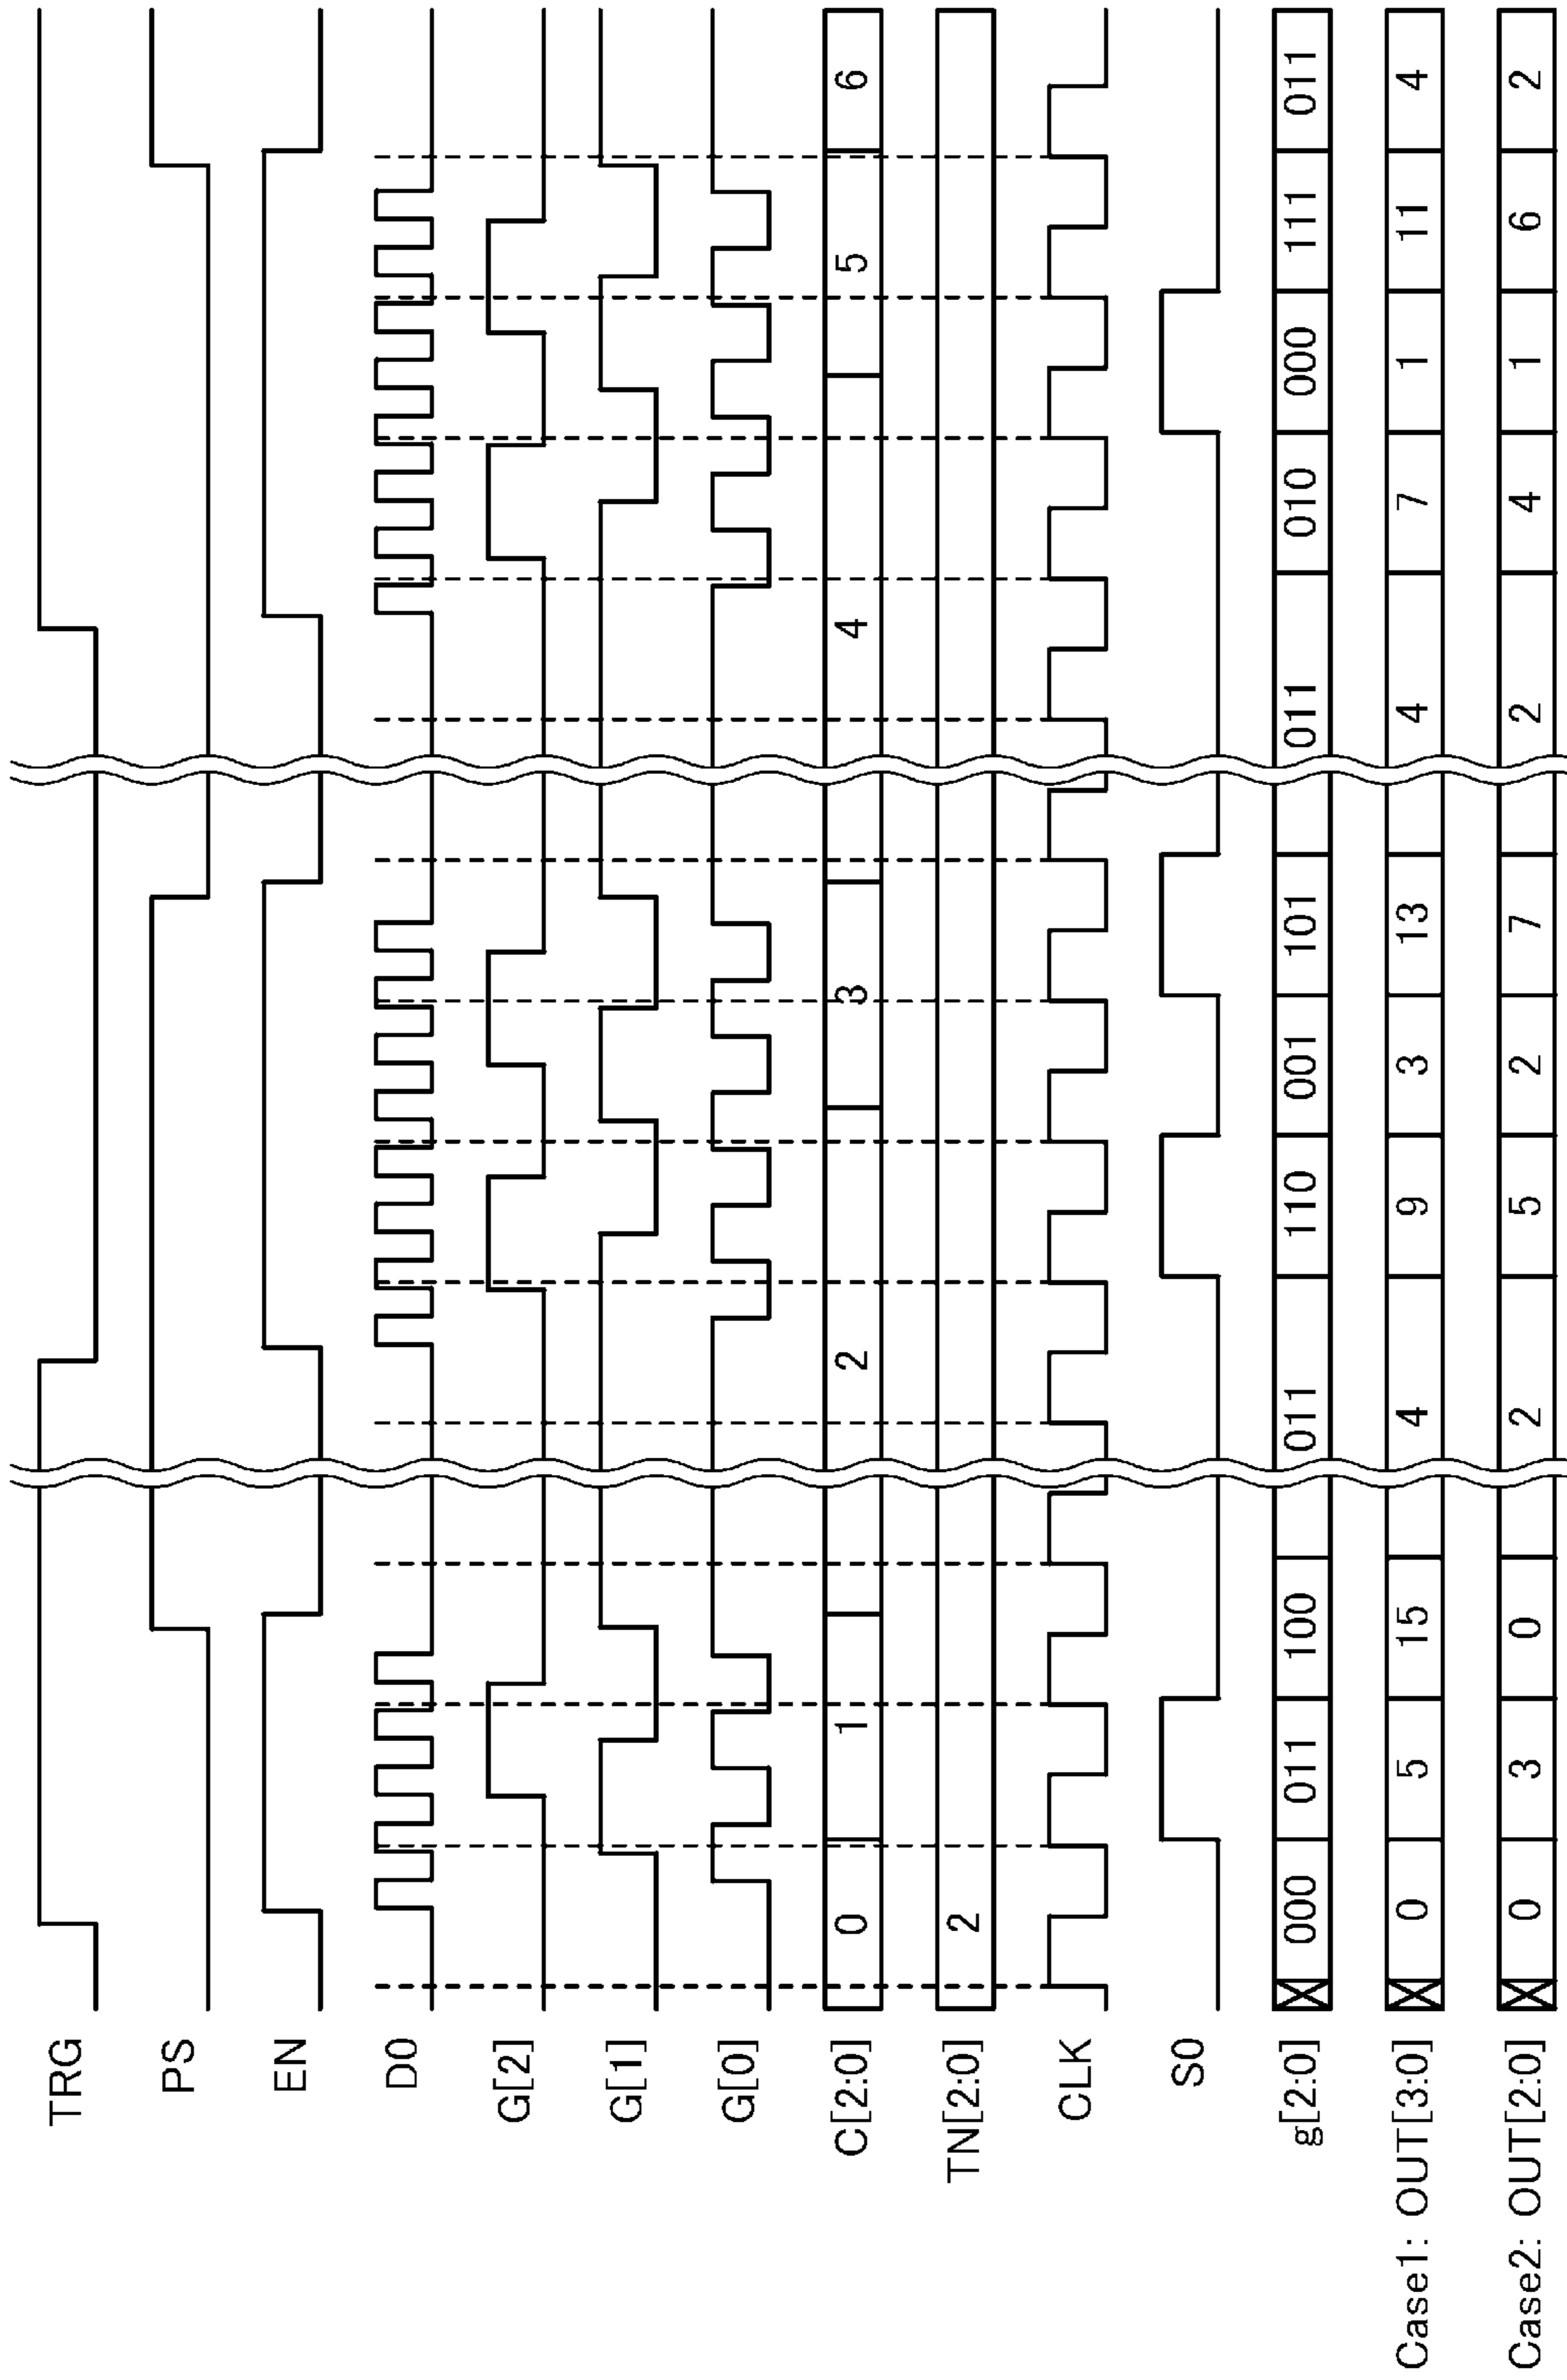 TRG
PS
EN
D0
G[2]
G[1]
G[0]
C[2:0] 0 1 2 3 4 5 6
TN[2:0] 2
CLK
S0
g[2:0] 000 011 100 011 110 001 101 011 010 000 111 011
Case1: OUT[3:0] 0 5 15 4 9 3 13 4 7 1 11 4
Case2: OUT[2:0] 0 3 0 2 5 2 7 2 4 1 6 2